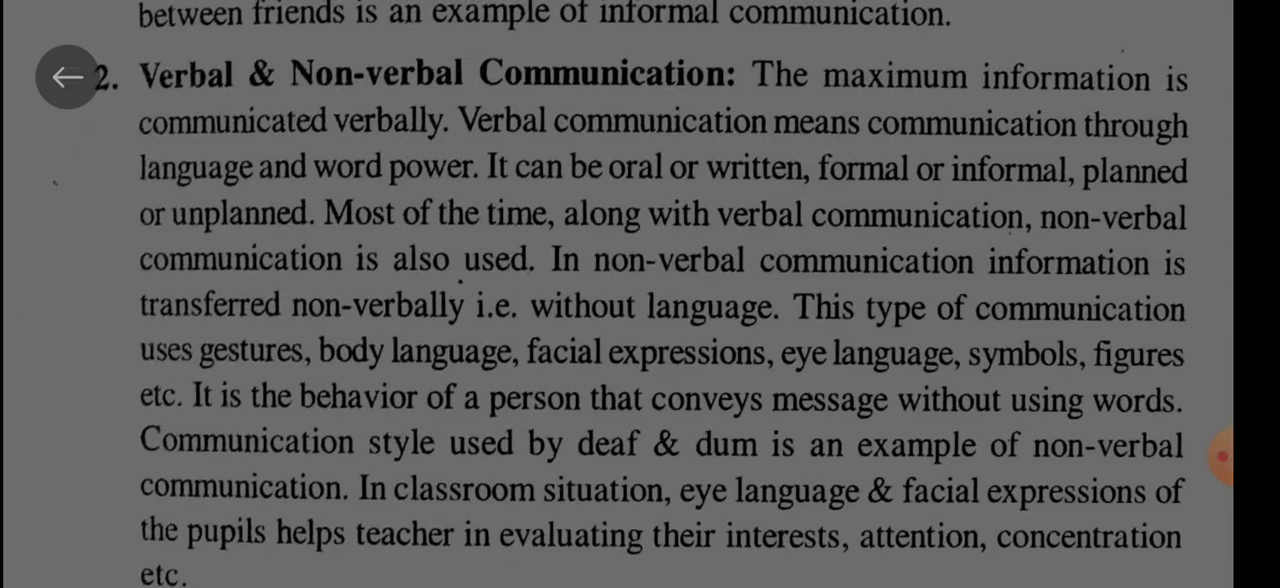 between friends is an example of informal communication.
2. Verbal & Non-verbal Communication: The maximum information is
communicated verbally. Verbal communication means communication through
language and word power. It can be oral or written, formal or informal, planned
or unplanned. Most of the time, along with verbal communication, non-verbal
communication is also used. In non-verbal communication information is
transferred non-verbally i.e. without language. This type of communication
uses gestures, body language, facial expressions, eye language, symbols, figures
etc. It is the behavior of a person that conveys message without using words.
Communication style used by deaf & dum is an example of non-verbal
communication. In classroom situation, eye language & facial expressions of
the pupils helps teacher in evaluating their interests, attention, concentration
etc.